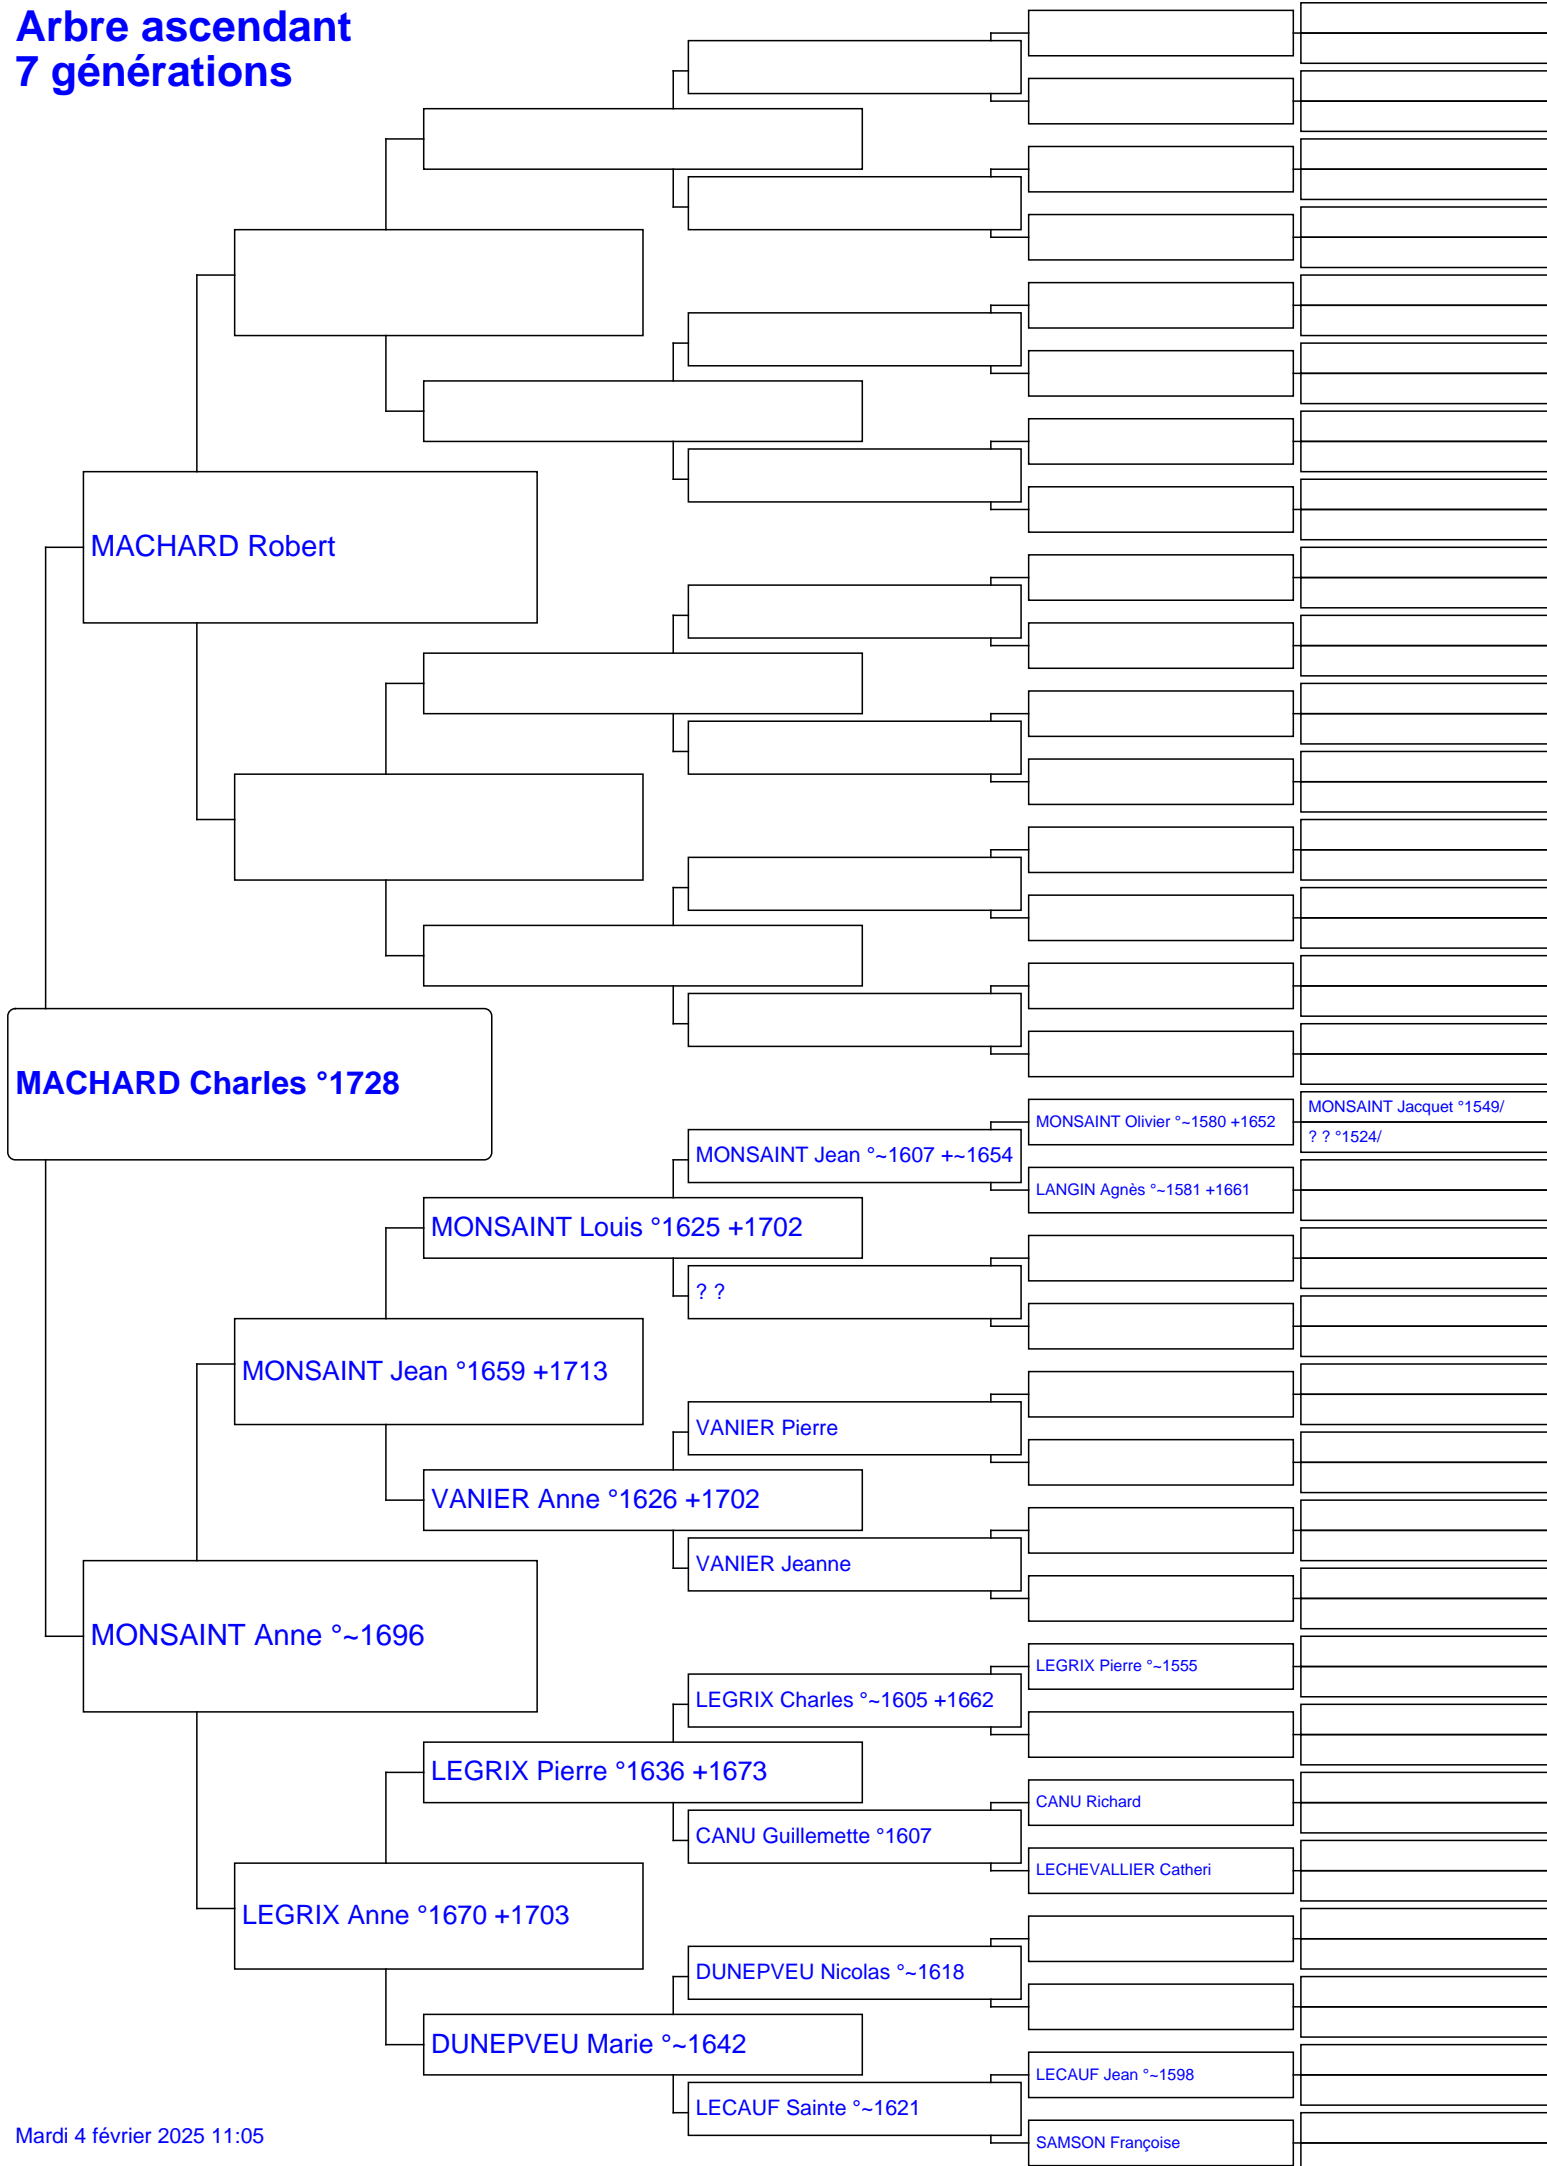 Arbre ascendant
7 générations
MACHARD Robert
MACHARD Charles °1728
MONSAINT Jacquet °1549/
MONSAINT Olivier °~1580 +1652
? ? °1524/
MONSAINT Jean °~1607 +~1654
LANGIN Agnès °~1581 +1661
MONSAINT Louis °1625 +1702
? ?
MONSAINT Jean °1659 +1713
VANIER Pierre
VANIER Anne °1626 +1702
VANIER Jeanne
MONSAINT Anne °~1696
LEGRIX Pierre °~1555
LEGRIX Charles °~1605 +1662
LEGRIX Pierre °1636 +1673
CANU Richard
CANU Guillemette °1607
LECHEVALLIER Catheri
LEGRIX Anne °1670 +1703
DUNEPVEU Nicolas °~1618
DUNEPVEU Marie °~1642
LECAUF Jean °~1598
LECAUF Sainte °~1621
SAMSON Françoise
Mardi 4 février 2025 11:05